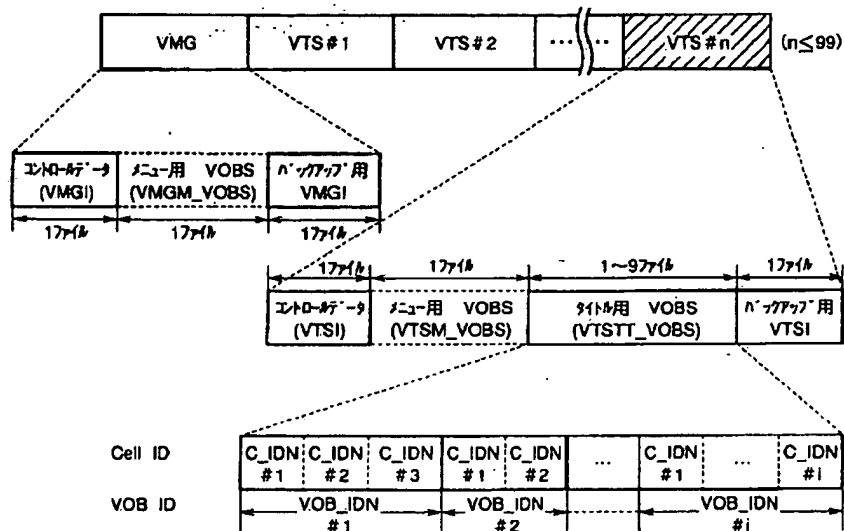 VMG VTS#1 VTS#2 ... .. VTS#n (n≦99)
コントロールデータ メニュー用 VOBS バックアップ用
(VMGI) (VMGM_VOBS) VMGI
1ファイル 1ファイル 1ファイル
1ファイル 1ファイル 1～9ファイル 1ファイル
コントロールデータ メニュー用 VOBS タイトル用 VOBS バックアップ用
(VTSI) (VTSM_VOBS) (VTSTT_VOBS) VTSI
Cell ID C_IDN C_IDN C_IDN C_IDN C_IDN ... C_IDN ... C_IDN
#1 #2 #3 #1 #2 #1 #i
VOB ID VOB_IDN VOB_IDN VOB_IDN
#1 #2 #i